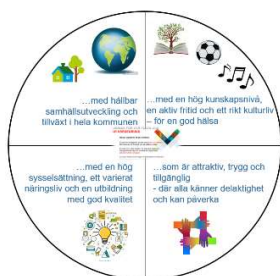 ...med hållbar
samhällsutveckling och
tillväxt i hela kommunen
...med en hög kunskapsnivå,
en aktiv fritid och ett rikt kulturliv
– för en god hälsa
...med en hög
sysselsättning, ett varierat
näringsliv och en utbildning
med god kvalitet
...som är attraktiv, trygg och
tillgänglig
- där alla känner delaktighet
och kan påverka